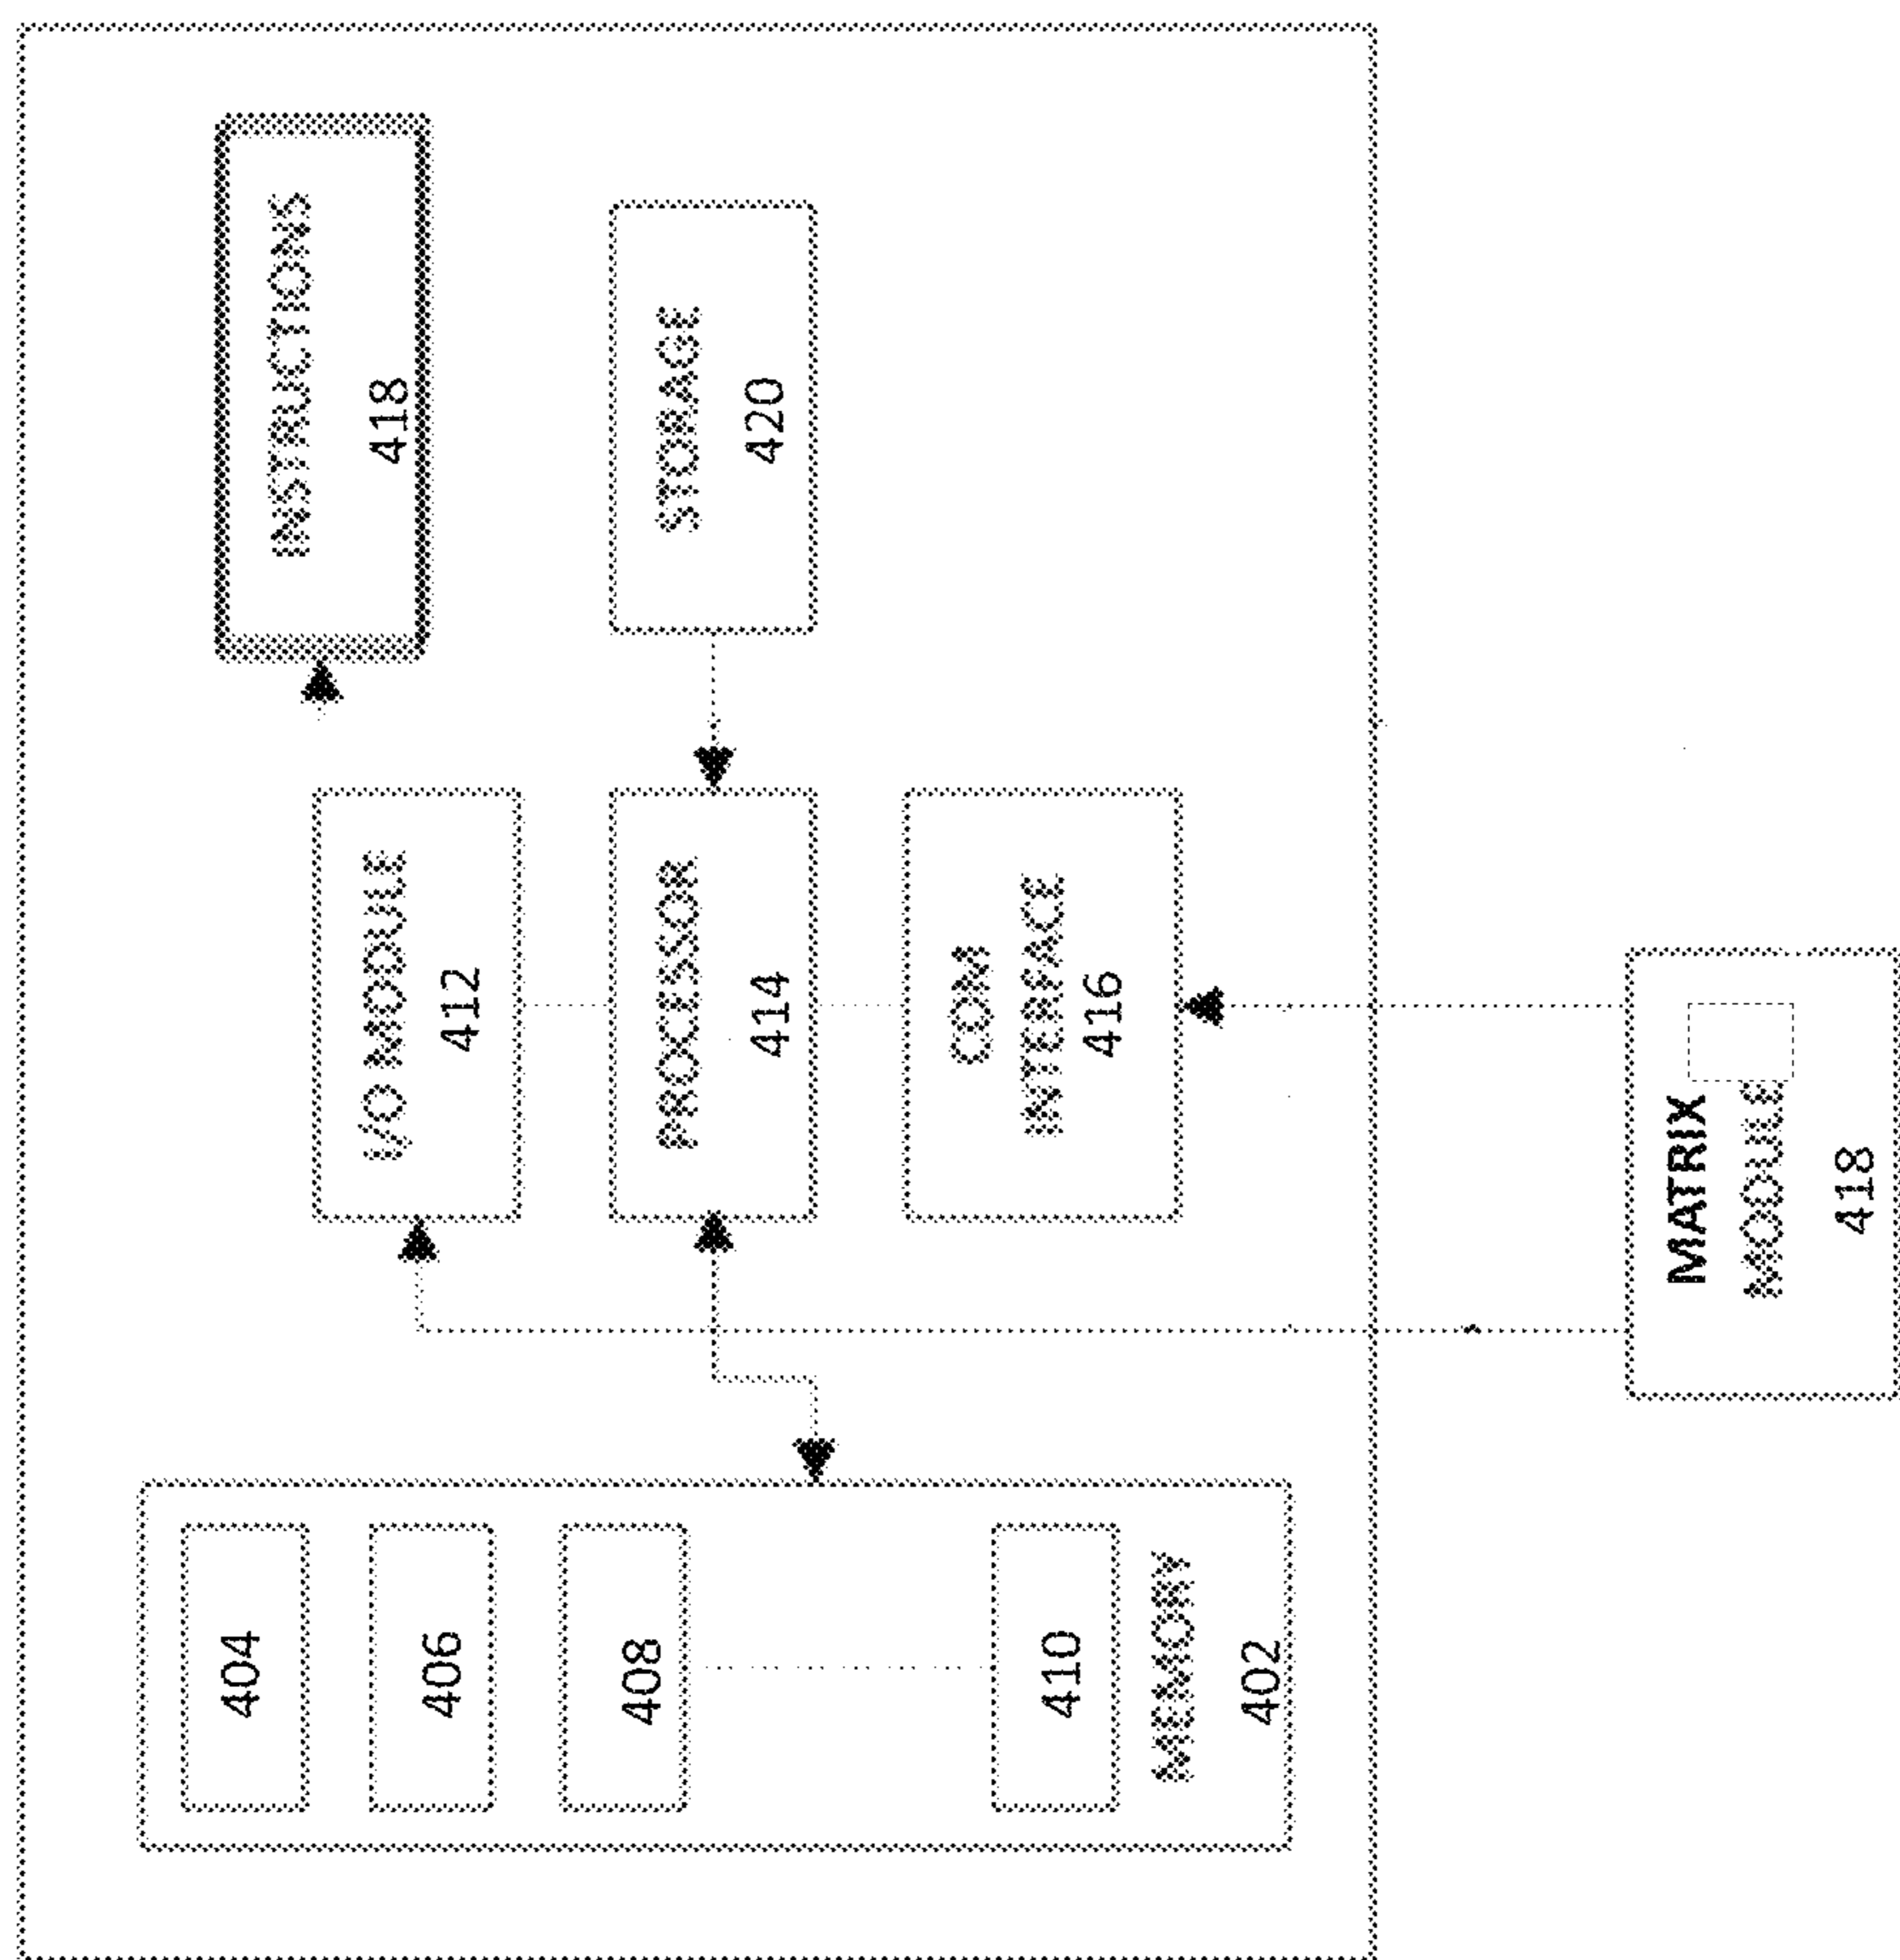 404
406
408
410
MEMORY
402
I/O MODULE
412
PROCESSOR
414
COM
INTERFACE
416
INSTRUCTIONS
418
STORAGE
420
MATRIX
MODULE
418